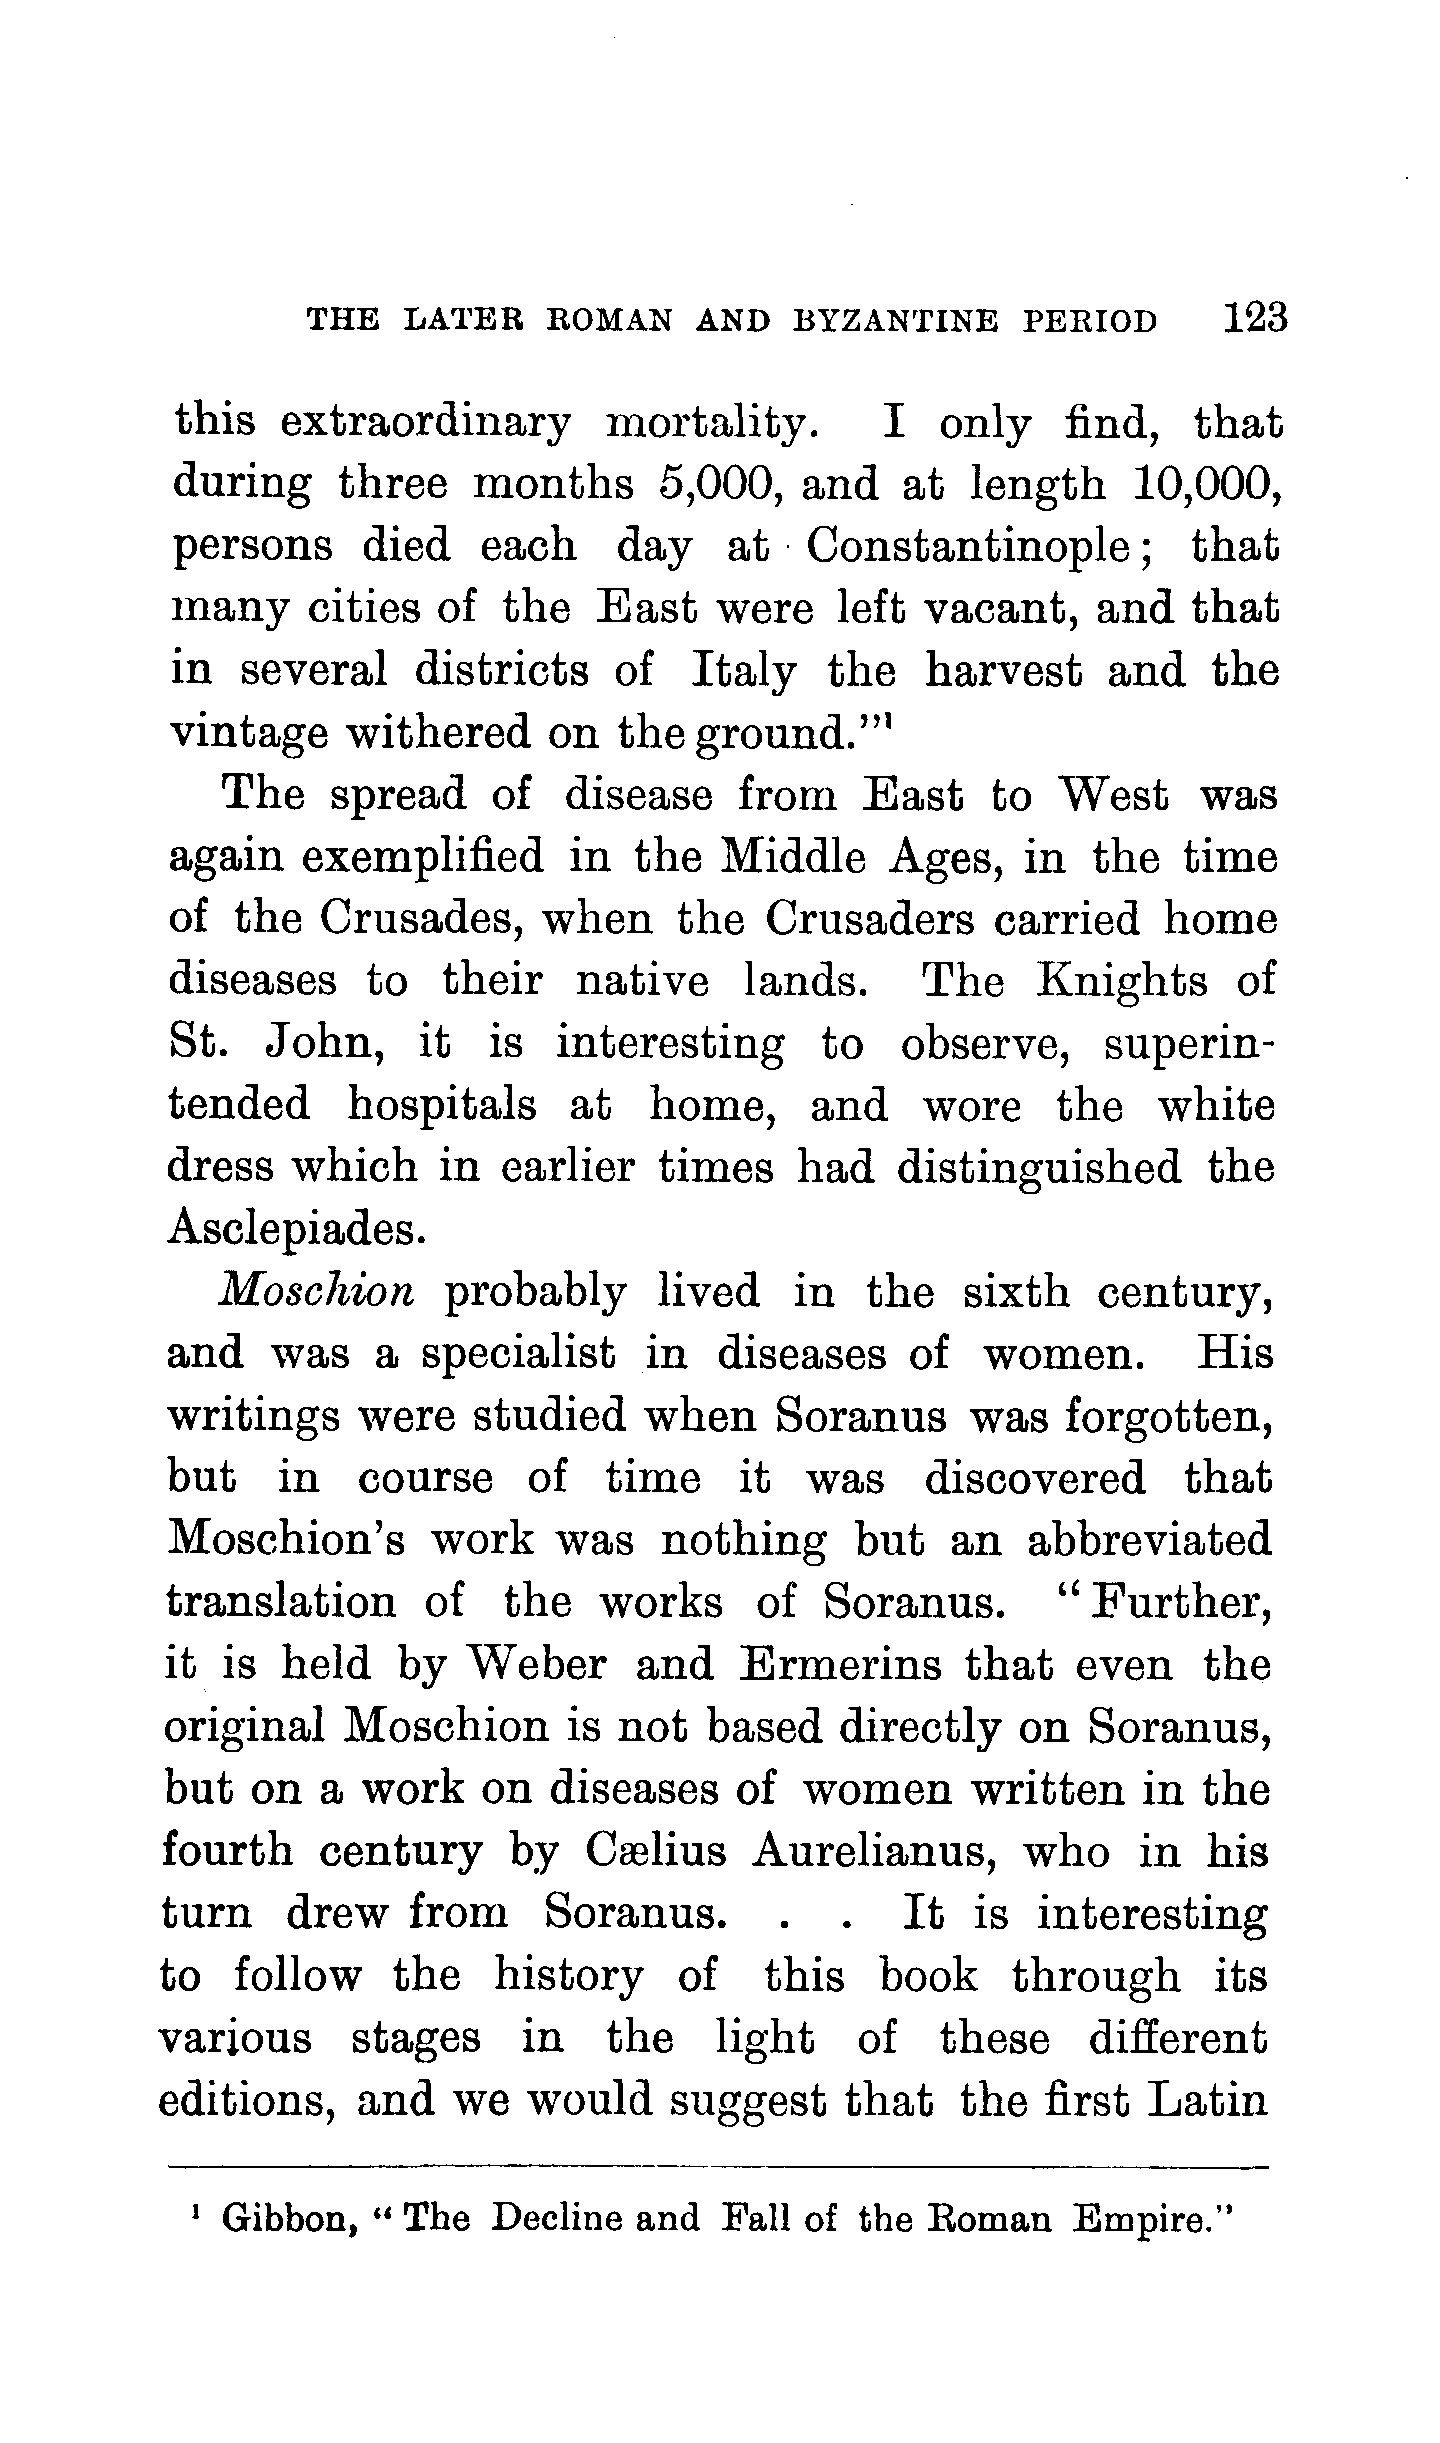 THE LATER ROMAN AND BYZANTINE PERIOD 123
this extraordinary mortality. I only find, that
during three months 5,000, and at length 10,000,
persons died each day at Constantinople; that
many cities of the East were left vacant, and that
in several districts of Italy the harvest and the
vintage withered on the ground."¹
The spread of disease from East to West was
again exemplified in the Middle Ages, in the time
of the Crusades, when the Crusaders carried home
diseases to their native lands. The Knights of
St. John, it is interesting to observe, superin-
tended hospitals at home, and wore the white
dress which in earlier times had distinguished the
Asclepiades.
Moschion probably lived in the sixth century,
and was a specialist in diseases of women. His
writings were studied when Soranus was forgotten,
but in course of time it was discovered that
Moschion's work was nothing but an abbreviated
translation of the works of Soranus. "Further,
it is held by Weber and Ermerins that even the
original Moschion is not based directly on Soranus,
but on a work on diseases of women written in the
fourth century by Cælius Aurelianus, who in his
turn drew from Soranus. . . It is interesting
to follow the history of this book through its
various stages in the light of these different
editions, and we would suggest that the first Latin
¹ Gibbon, "The Decline and Fall of the Roman Empire."